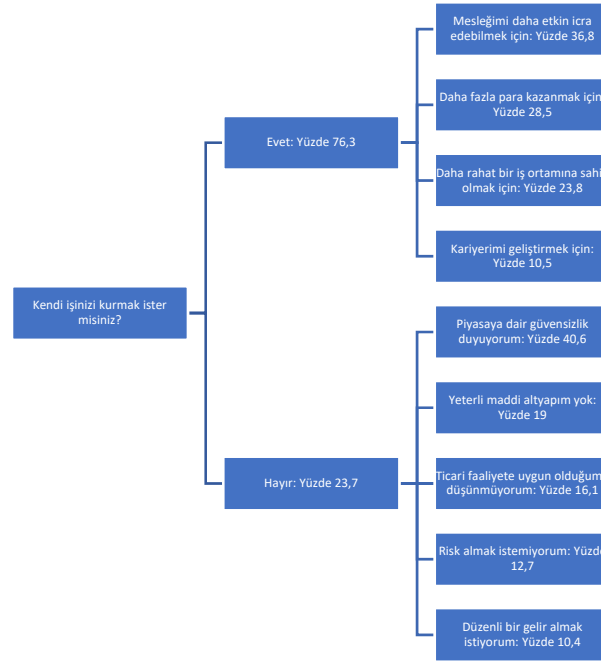 Kendi işinizi kurmak ister
misiniz?
Evet: Yüzde 76,3
Mesleğimi daha etkin icra
edebilmek için: Yüzde 36,8
Daha fazla para kazanmak için
Yüzde 28,5
Daha rahat bir iş ortamına
olmak için: Yüzde 23,8
Kariyerimi geliştirmek için:
Yüzde 10,5
Hayır: Yüzde 23,7
Piyasaya dair güvensizlik
duyuyorum: Yüzde 40,6
Yeterli maddi altyapım yok:
Yüzde 19
Ticari faaliyete uygun
düşünmüyorum: Yüzde 16,1
Risk almak istemiyorum:
12,7
Düzenli bir gelir almak
istiyorum: Yüzde 10,4